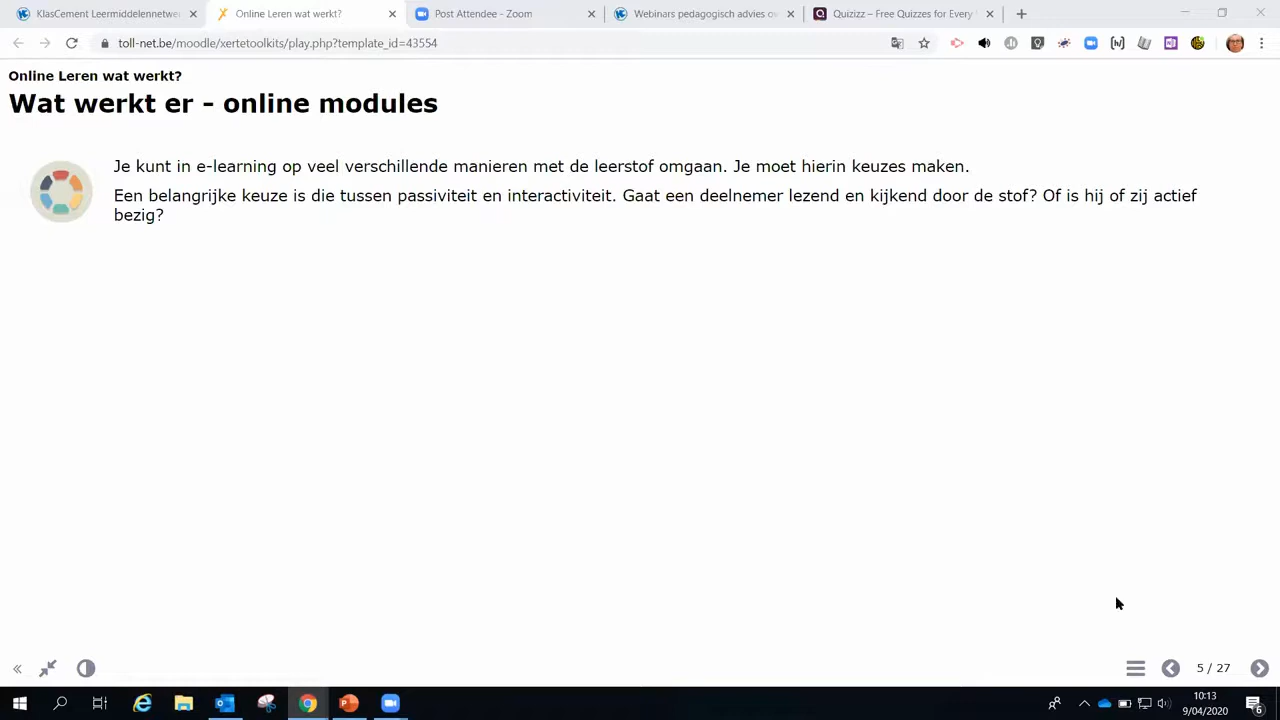 KlasCement Leermiddelennetwer
Online Leren wat werkt?
Post Attendee - Zoom
Webinars pedagogisch advies ov
Quizizz – Free Quizzes for Every
toll-net.be/moodle/xertetoolkits/play.php?template_id=43554
Online Leren wat werkt?
Wat werkt er - online modules
Je kunt in e-learning op veel verschillende manieren met de leerstof omgaan. Je moet hierin keuzes maken.
Een belangrijke keuze is die tussen passiviteit en interactiviteit. Gaat een deelnemer lezend en kijkend door de stof? Of is hij of zij actief
bezig?
5 / 27
10:13
9/04/2020
6